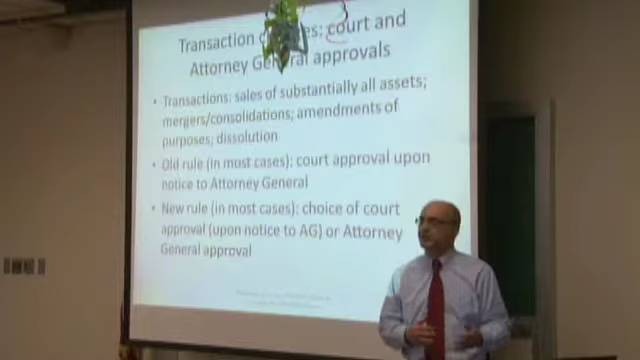 Transaction c es: court and
Attorney General approvals
• Transactions: sales of substantially all assets;
mergers/consolidations; amendments of
purposes; dissolution
• Old rule (in most cases): court approval upon
notice to Attorney General
• New rule (in most cases): choice of court
approval (upon notice to AG) or Attorney
General approval